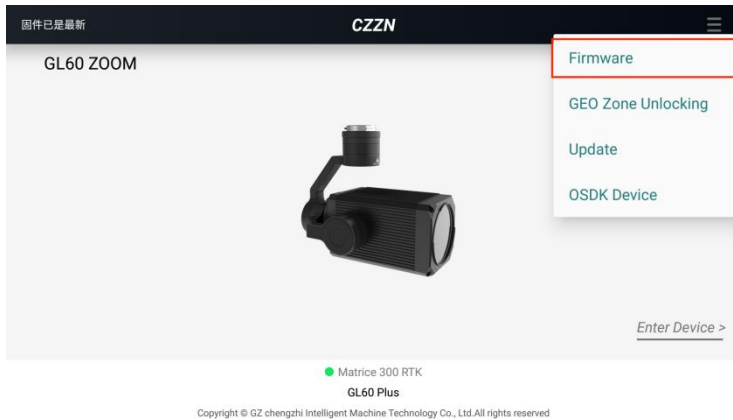 固件已是最新
CZZN
GL60 ZOOM
Firmware
GEO Zone Unlocking
Update
OSDK Device
Enter Device >
Matrice 300 RTK
GL60 Plus
Copyright © GZ chengzhi Intelligent Machine Technology Co., Ltd.All rights reserved